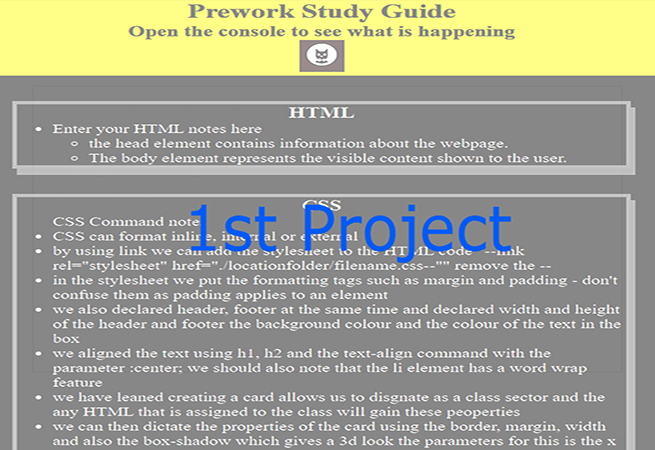 Prework Study Guide
Open the console to see what is happening
HTML
Enter your HTML notes here
the head element contains information about the webpage.
The body element represents the visible content shown to the user.
CSS
CSS Command note
1st Project
CSS can format inline, internal or external
by using link we can add the stylesheet to the HTML code "--link
rel="stylesheet" href="./locationfolder/filename.css--"" remove the --
in the stylesheet we put the formatting tags such as margin and padding - don't
confuse them as padding applies to an element
we also declared header, footer at the same time and declared width and height
of the header and footer the background colour and the colour of the text in the
box
we aligned the text using h1, h2 and the text-align command with the
parameter :center; we should also note that the li element has a word wrap
feature
we have leaned creating a card allows us to disgnate as a class sector and the
any HTML that is assigned to the class will gain these peoperties
we can then dictate the properties of the card using the border, margin, width
and also the box-shadow which gives a 3d look the parameters for this is the x